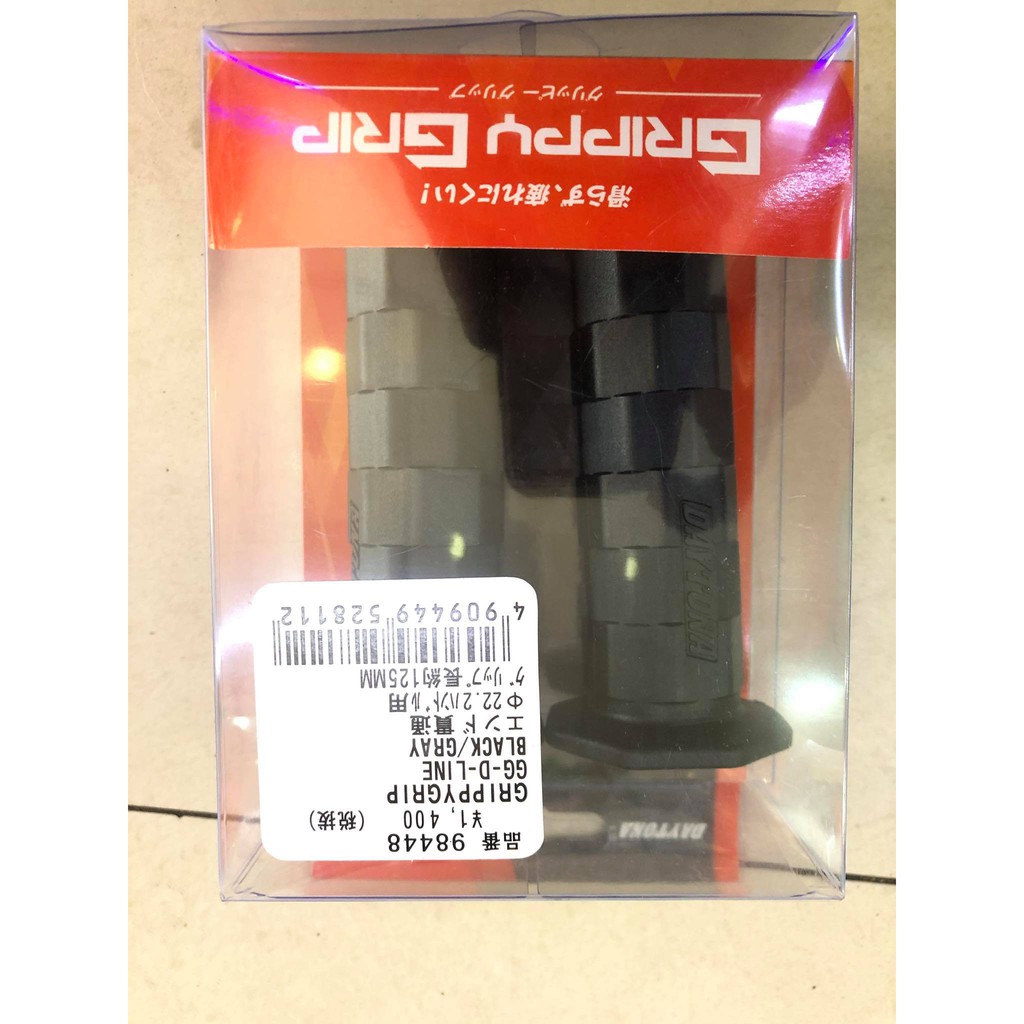 滑らず、疲れにくい！
GRIPPY GRIP
グリッピー グリップ
DAYTONA
DAYTONA
品番 98448
¥1,400 (税抜)
GRIPPYGRIP
GG-D-LINE
BLACK/GRAY
エンド貫通
Φ22.2ﾊﾝﾄﾞﾙ用
ｸﾞﾘｯﾌﾟ長約125MM
4 909449 528112